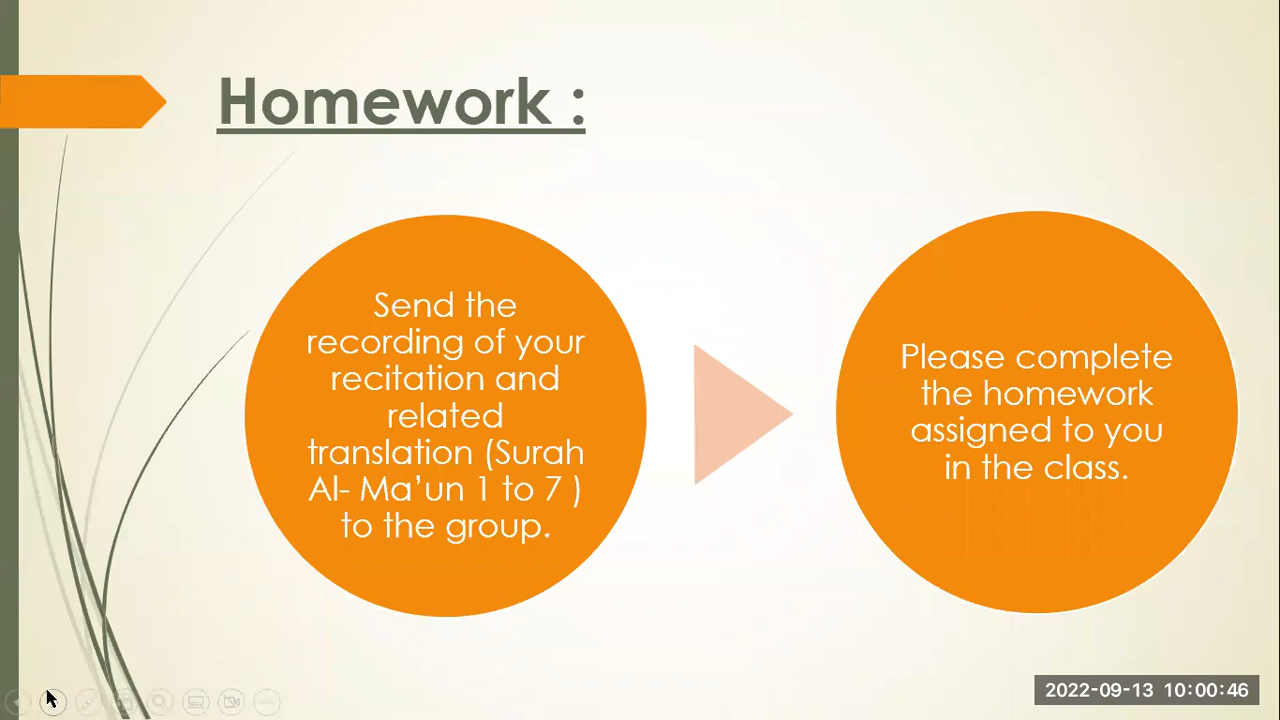 Homework :
Send the
recording of your
recitation and
related
translation (Surah
Al- Ma’un 1 to 7 )
to the group.
Please complete
the homework
assigned to you
in the class.
2022-09-13 10:00:46